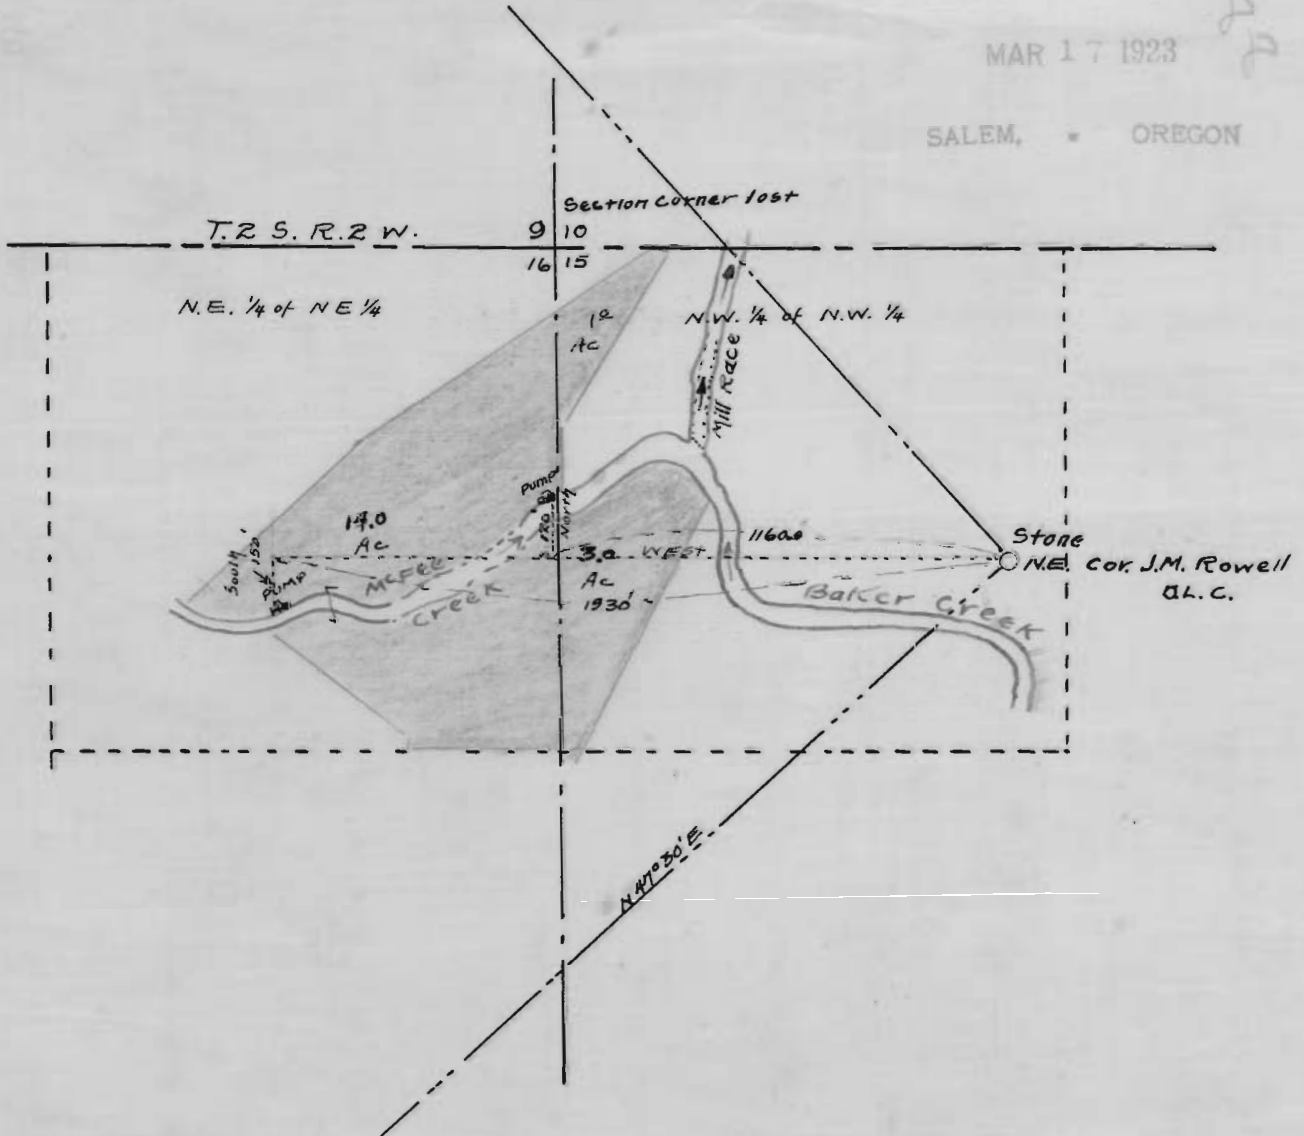 MAR 17 1923
SALEM, OREGON
Section Corner lost
T.2 S. R.2 W.
9 10
16 15
N.E. 1/4 of NE 1/4
N.W. 1/4 of N.W. 1/4
Ac
Mill Race
Pump
120' North
14.0
Ac
3.0
Ac
WEST
1160.0
1930'
South 150'
Pump
McFee Creek
Stone
N.E. cor. J.M. Rowell
D.L.C.
Baker Creek
N 47° 30' E